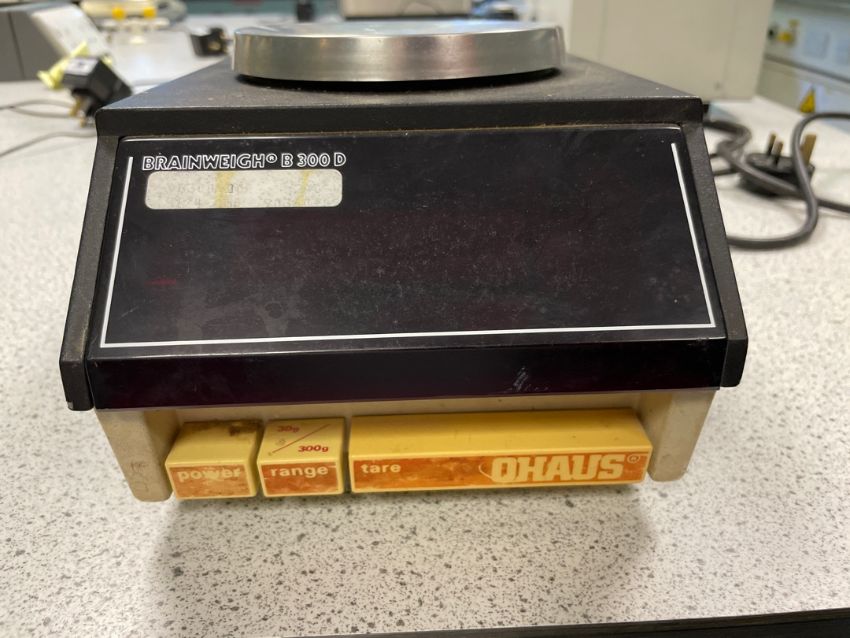 BRAINWEIGH® B 300 D
30g
300g
power
range
tare
OHAUS®